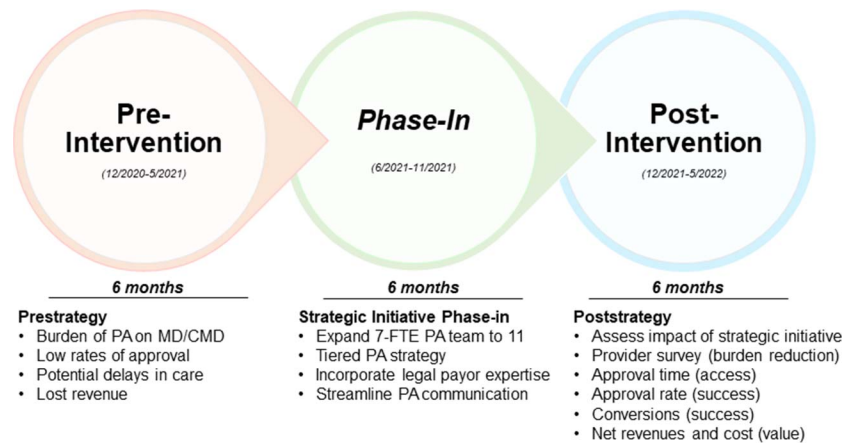 Pre-
Intervention
(12/2020-5/2021)
Phase-In
(6/2021-11/2021)
Post-
Intervention
(12/2021-5/2022)
6 months
Prestrategy
• Burden of PA on MD/CMD
• Low rates of approval
• Potential delays in care
• Lost revenue
6 months
Strategic Initiative Phase-in
• Expand 7-FTE PA team to 11
• Tiered PA strategy
• Incorporate legal payor expertise
• Streamline PA communication
6 months
Poststrategy
• Assess impact of strategic initiative
• Provider survey (burden reduction)
• Approval time (access)
• Approval rate (success)
• Conversions (success)
• Net revenues and cost (value)